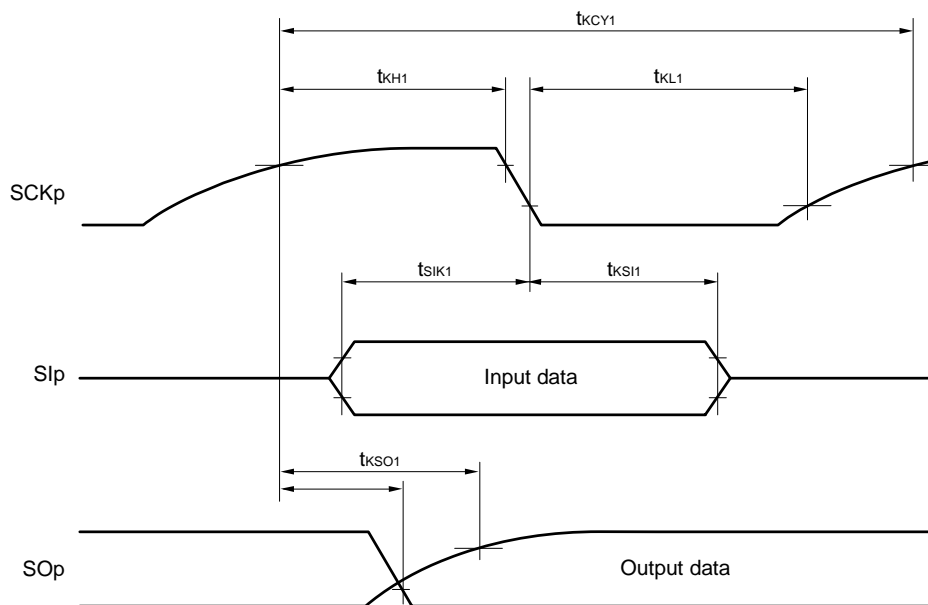 tKCY1
tKH1
tKL1
SCKp
tSIK1
tKSI1
SIp
Input data
tKSO1
SOp
Output data